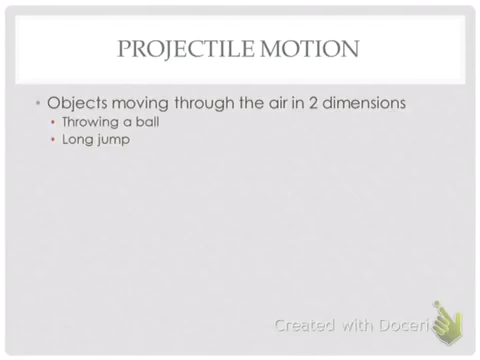 PROJECTILE MOTION
• Objects moving through the air in 2 dimensions
• Throwing a ball
• Long jump
Created with Doceri